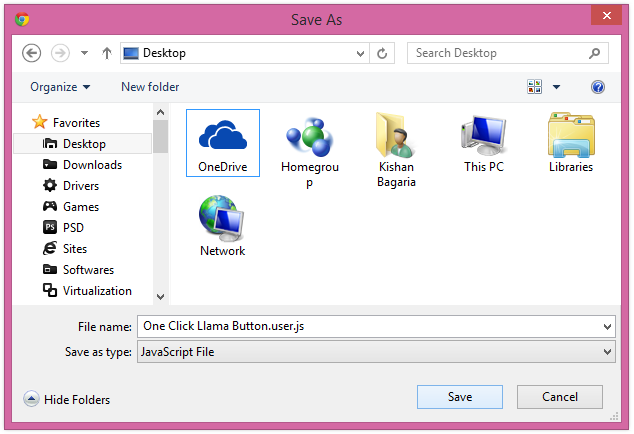 Save As
Desktop
Search Desktop
Organize
New folder
Favorites
Desktop
Downloads
Drivers
Games
PSD
Sites
Softwares
Virtualization
OneDrive
Homegrou
p
Kishan
Bagaria
This PC
Libraries
Network
File name: One Click Llama Button.user.js
Save as type: JavaScript File
Hide Folders
Save
Cancel